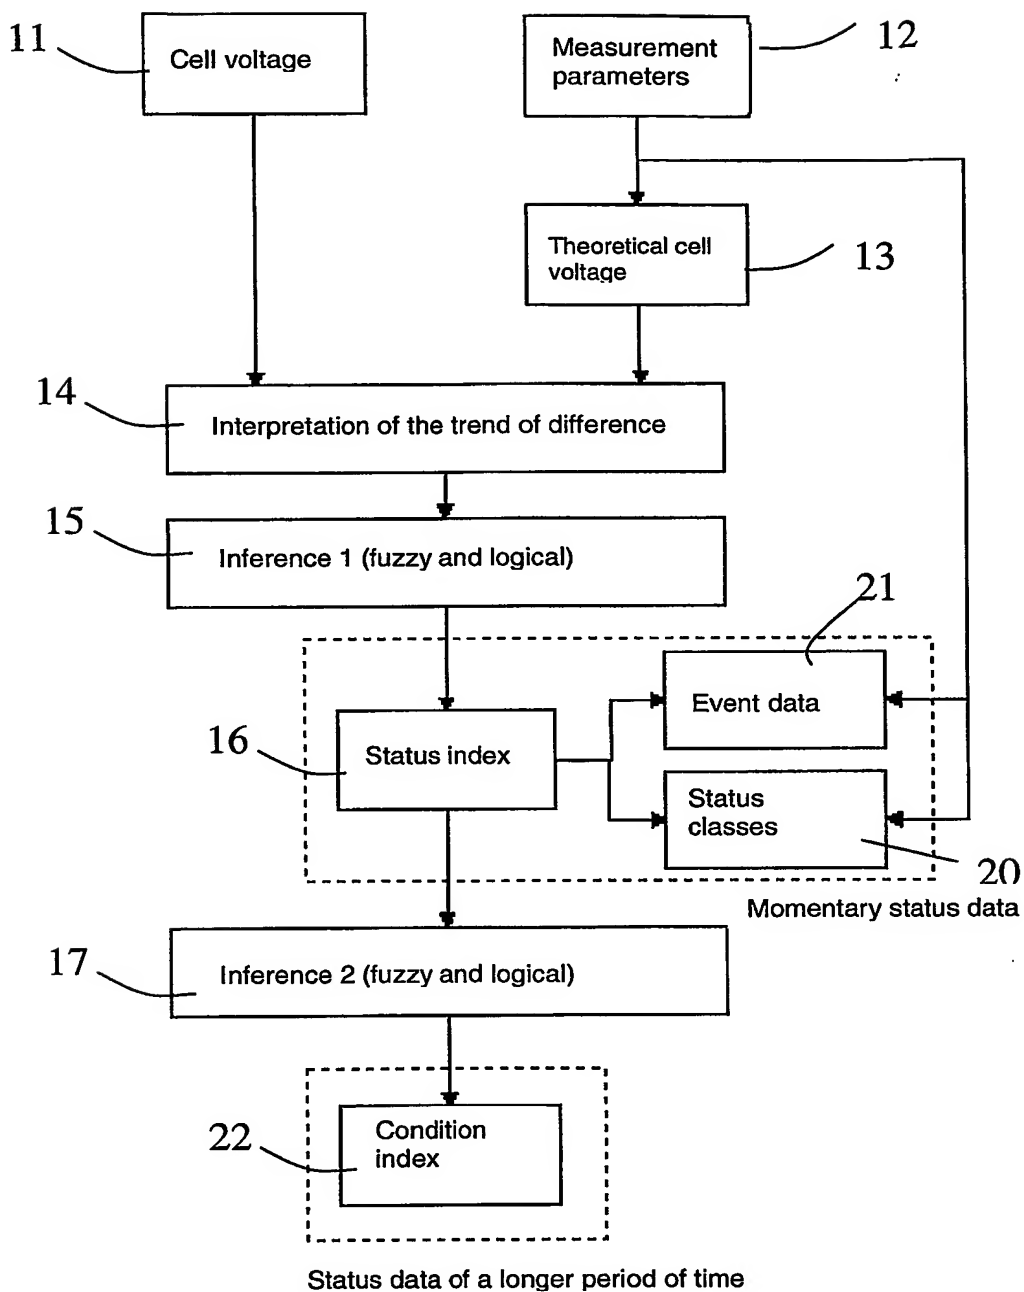 11
Cell voltage
Measurement
parameters
12
Theoretical cell
voltage
13
14
Interpretation of the trend of difference
15
Inference 1 (fuzzy and logical)
21
Event data
16
Status index
Status
classes
20
Momentary status data
17
Inference 2 (fuzzy and logical)
22
Condition
index
Status data of a longer period of time